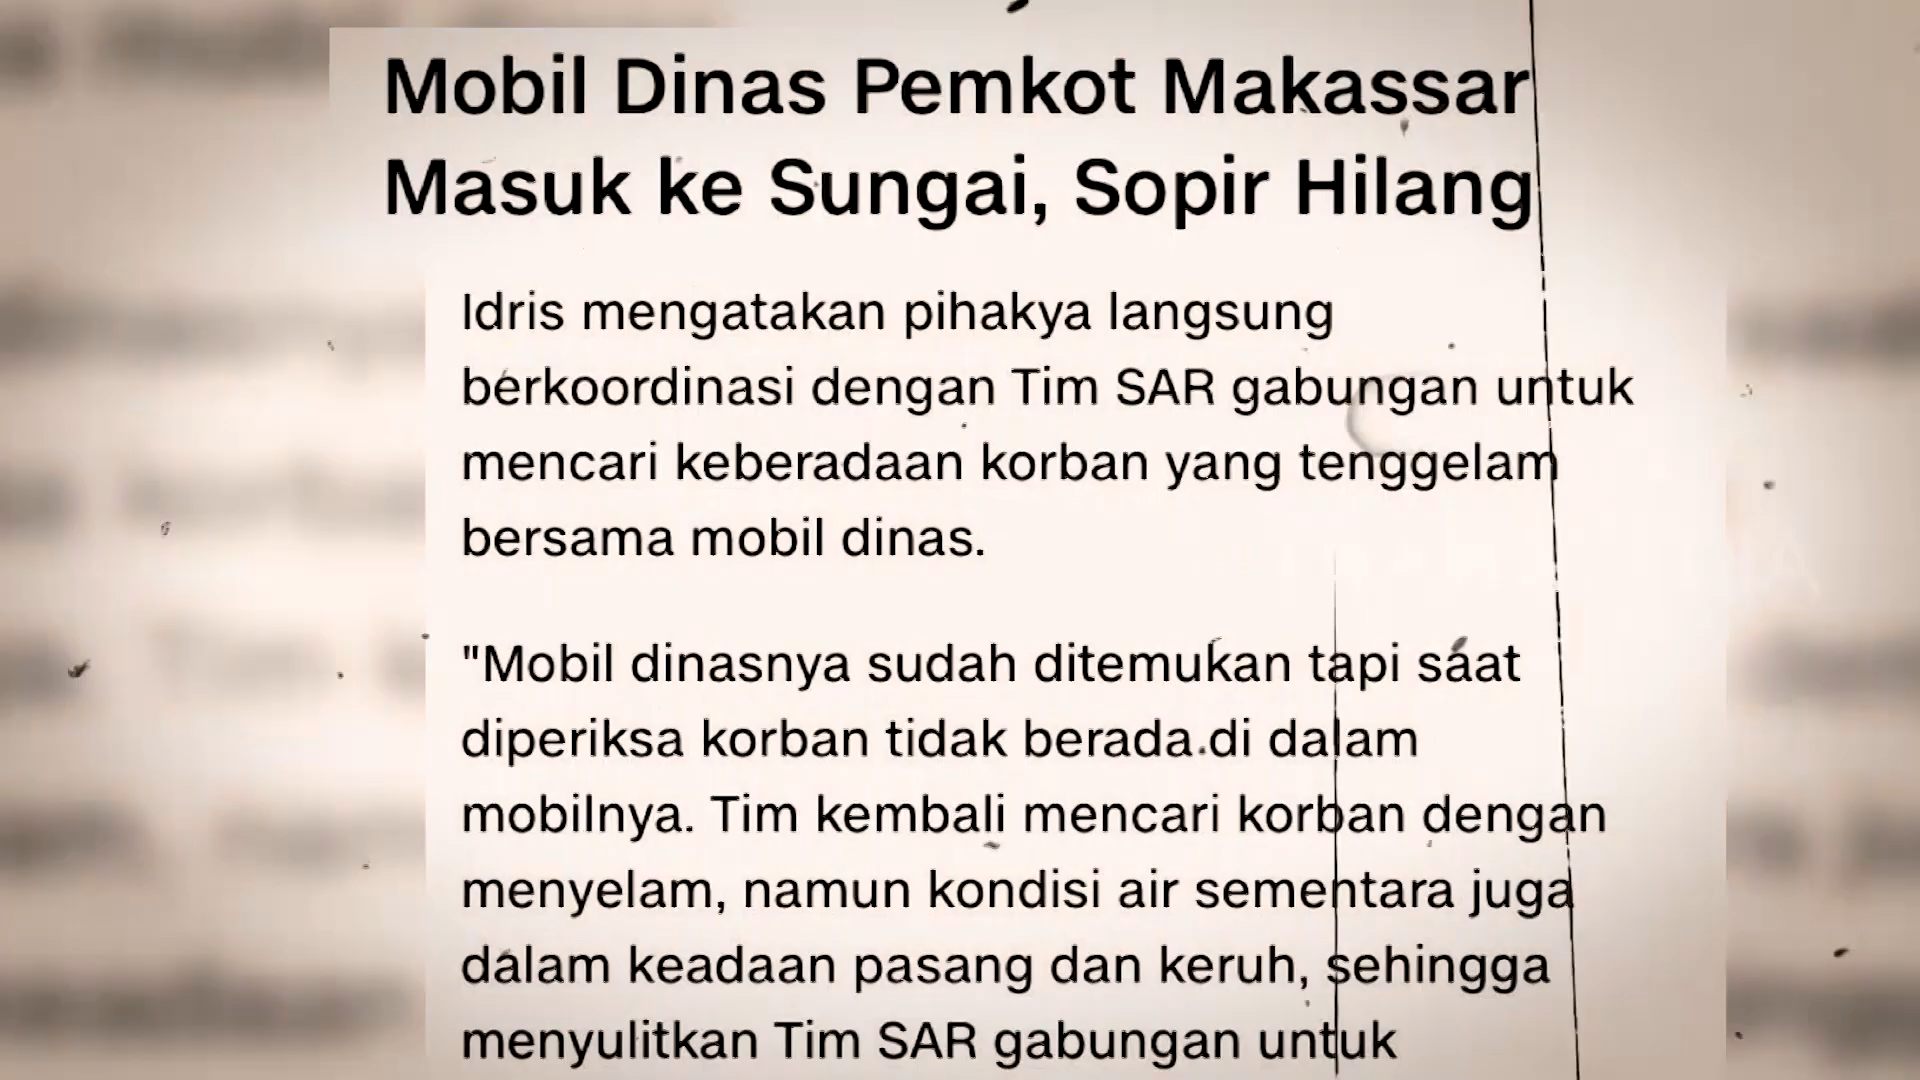 Mobil Dinas Pemkot Makassar
Masuk ke Sungai, Sopir Hilang
Idris mengatakan pihakya langsung
berkoordinasi dengan Tim SAR gabungan untuk
mencari keberadaan korban yang tenggelam
bersama mobil dinas.
"Mobil dinasnya sudah ditemukan tapi saat
diperiksa korban tidak berada di dalam
mobilnya. Tim kembali mencari korban dengan
menyelam, namun kondisi air sementara juga
dalam keadaan pasang dan keruh, sehingga
menyulitkan Tim SAR gabungan untuk